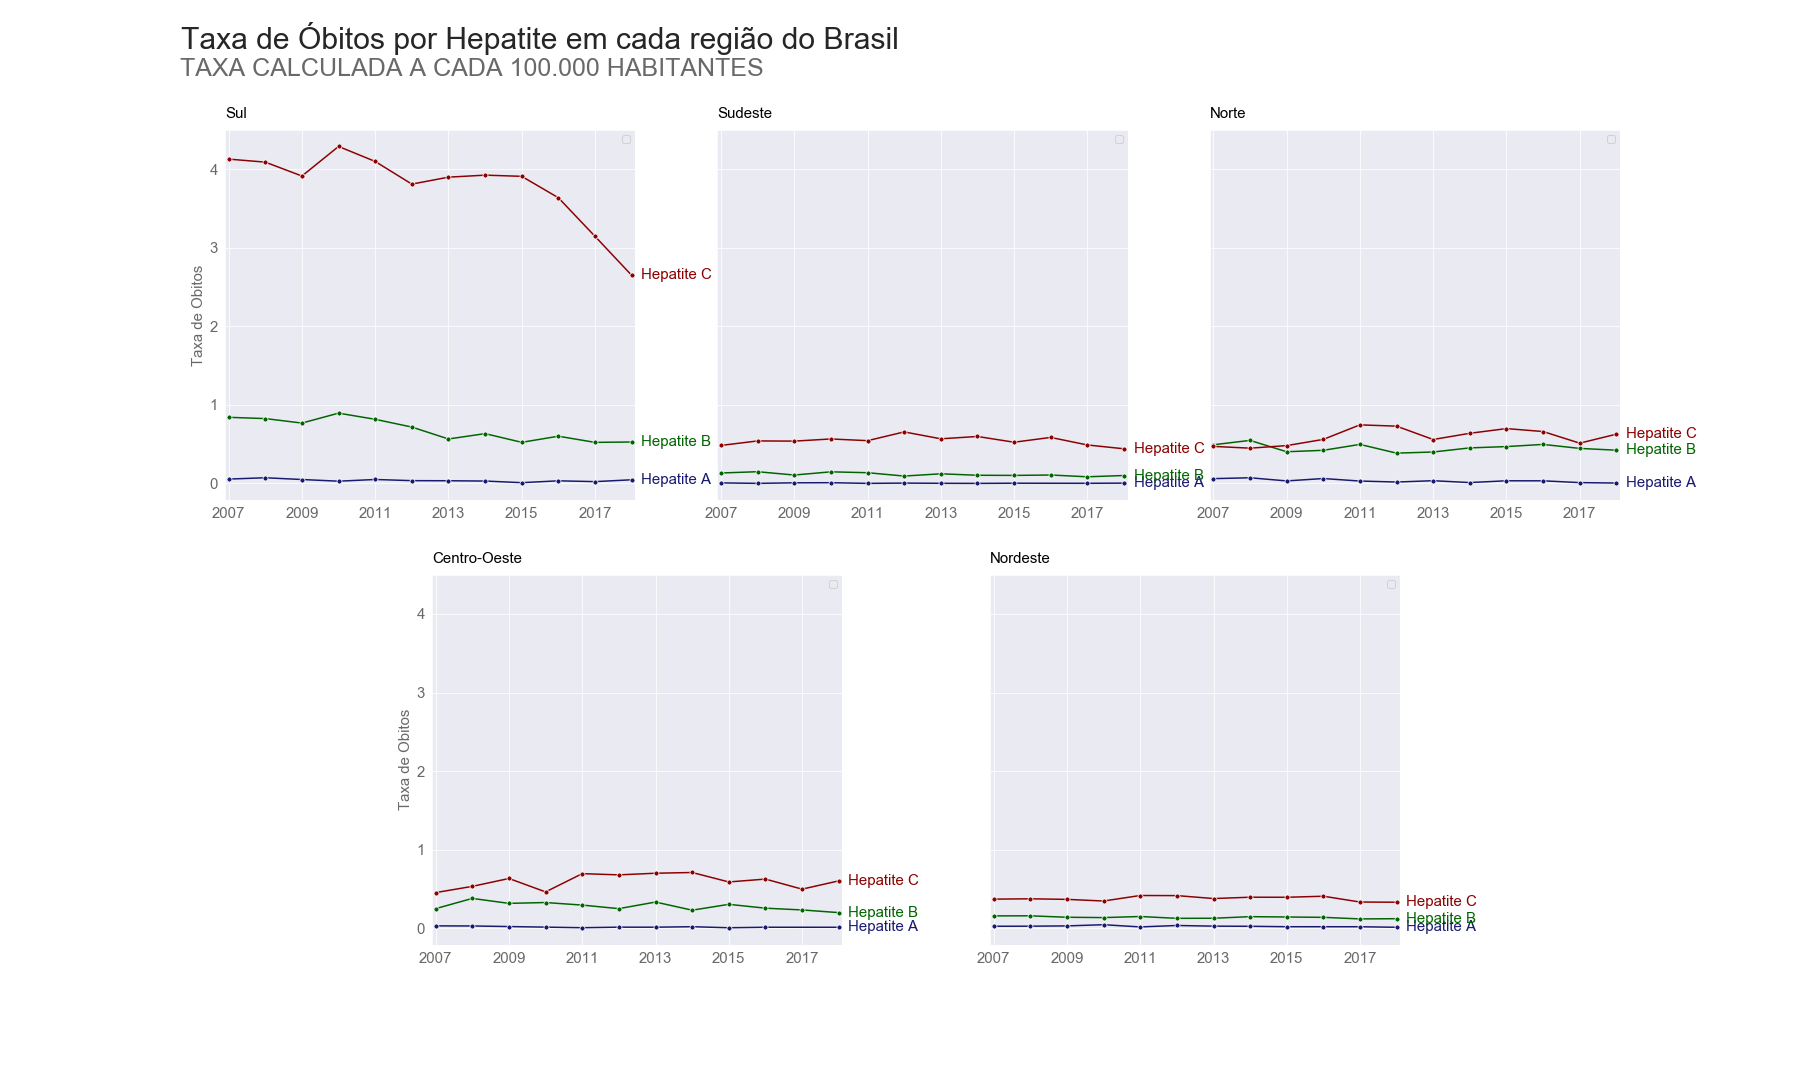 Taxa de Óbitos por Hepatite em cada região do Brasil
TAXA CALCULADA A CADA 100.000 HABITANTES
Sul
Taxa de Obitos
4
3
2
1
0
Hepatite C
Hepatite B
Hepatite A
2007 2009 2011 2013 2015 2017
Sudeste
Hepatite C
Hepatite B
Hepatite A
2007 2009 2011 2013 2015 2017
Norte
Hepatite C
Hepatite B
Hepatite A
2007 2009 2011 2013 2015 2017
Centro-Oeste
Taxa de Obitos
4
3
2
1
0
Hepatite C
Hepatite B
Hepatite A
2007 2009 2011 2013 2015 2017
Nordeste
Hepatite C
Hepatite B
Hepatite A
2007 2009 2011 2013 2015 2017